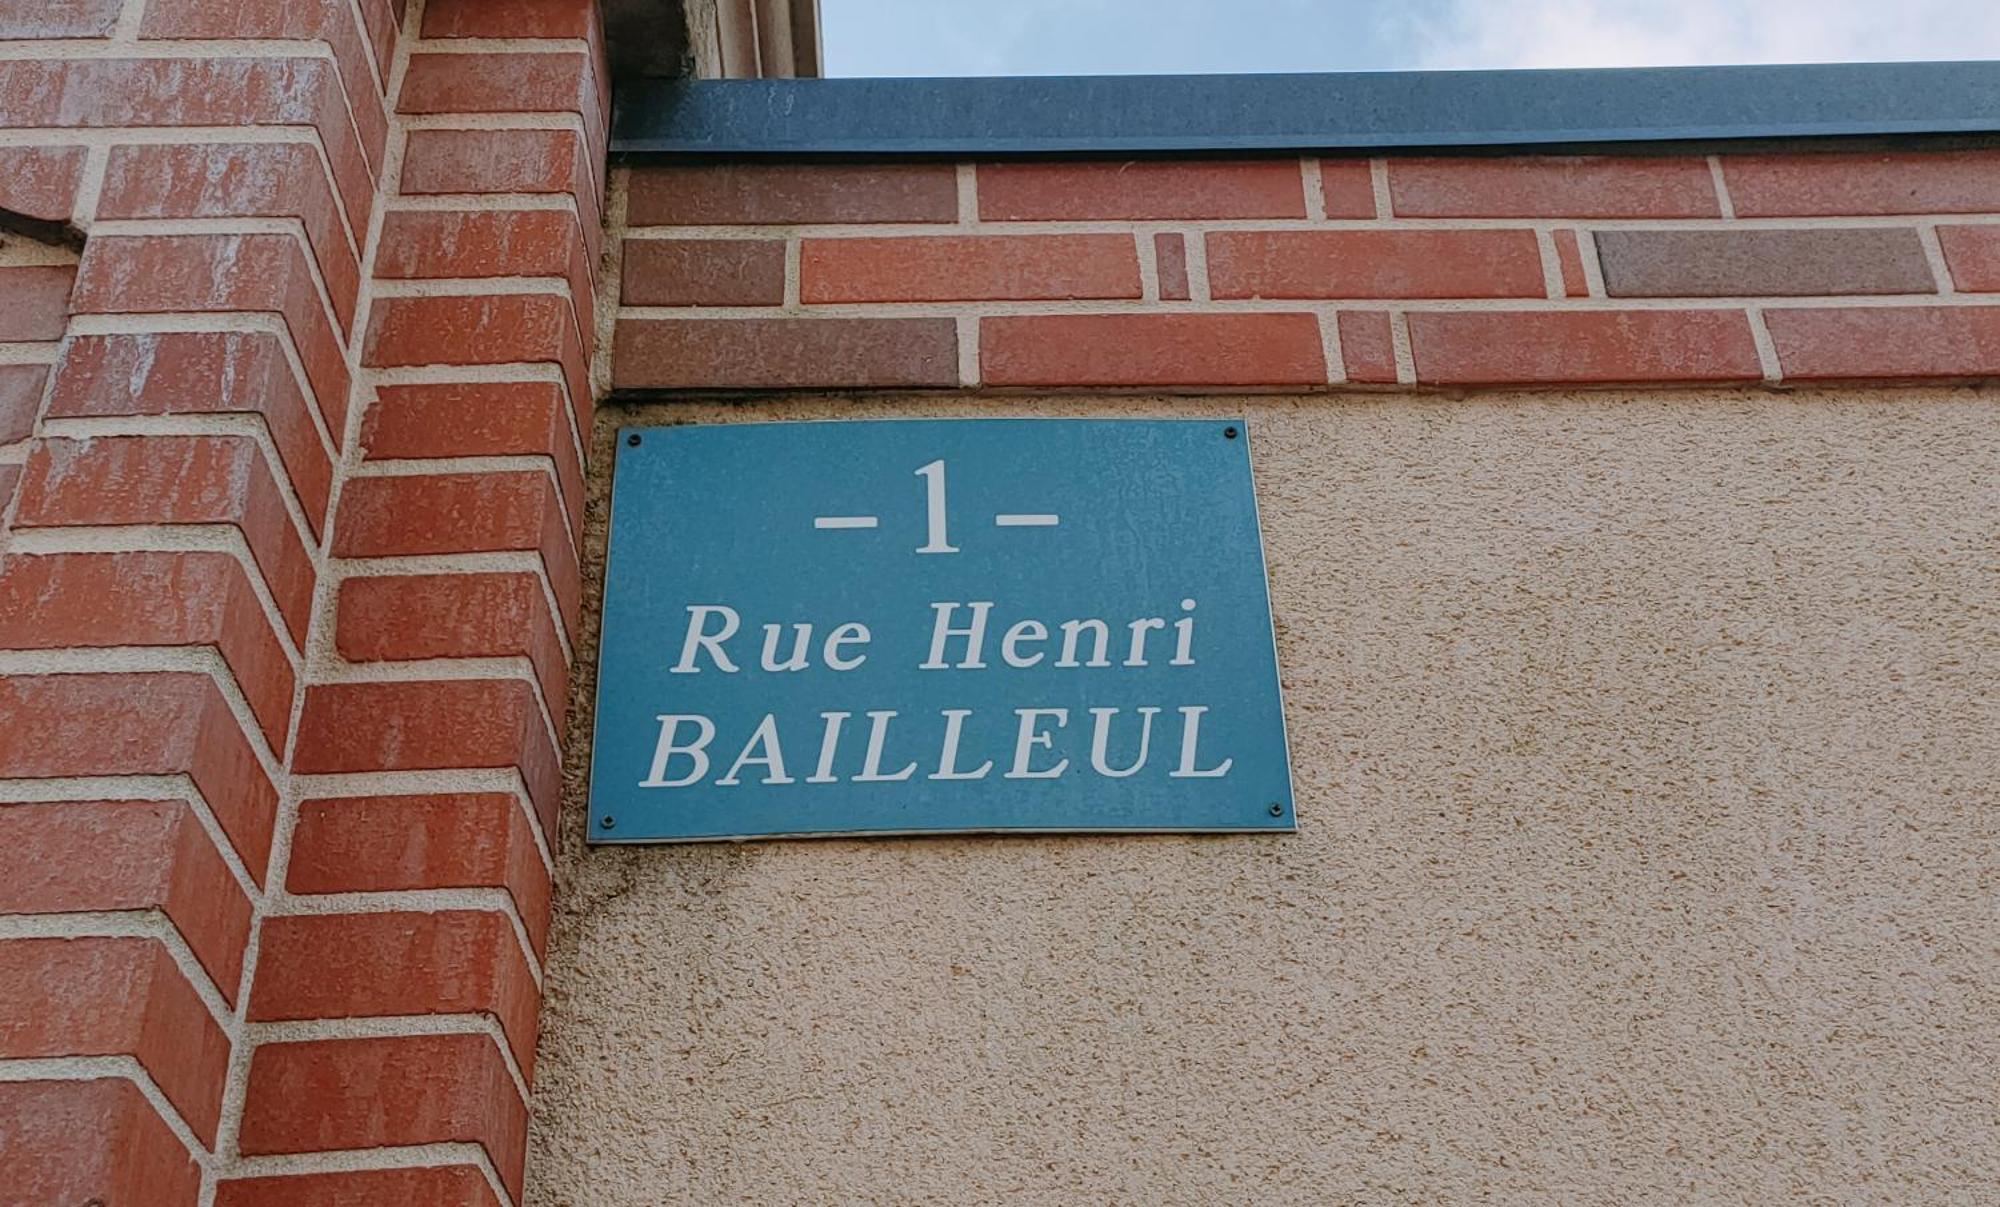 -1-
Rue Henri
BAILLEUL